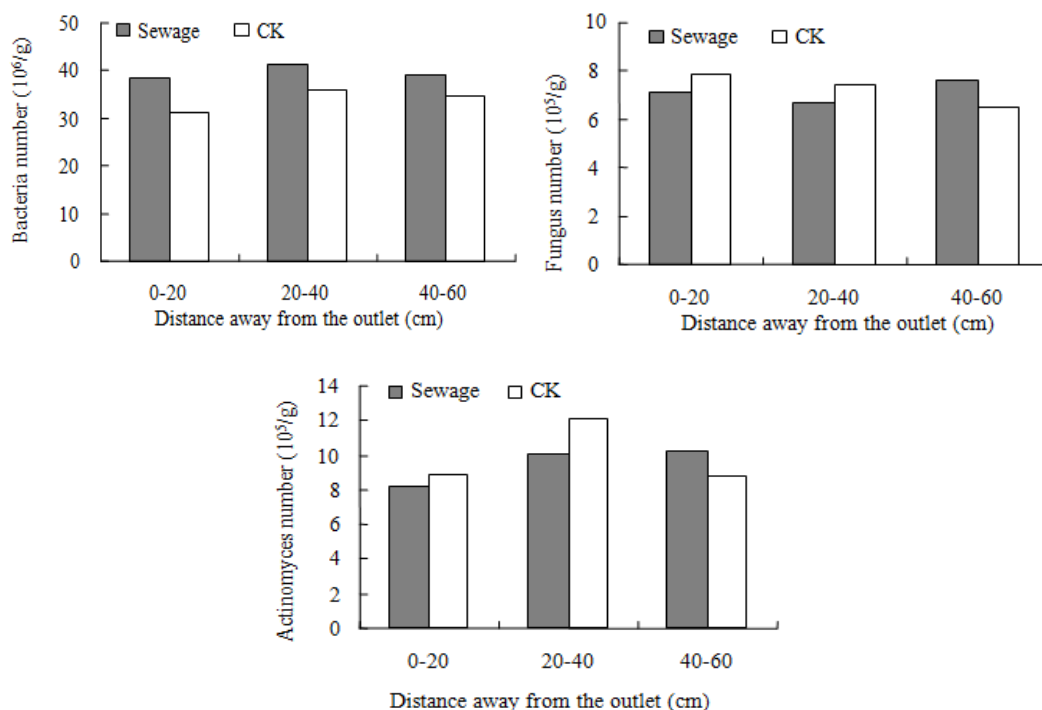 Bacteria number (10⁶/g)
50
40
30
20
10
0
Sewage CK
0-20 20-40 40-60
Distance away from the outlet (cm)
Fungus number (10⁵/g)
10
8
6
4
2
0
Sewage CK
0-20 20-40 40-60
Distance away from the outlet (cm)
Actinomyces number (10⁵/g)
14
12
10
8
6
4
2
0
Sewage CK
0-20 20-40 40-60
Distance away from the outlet (cm)